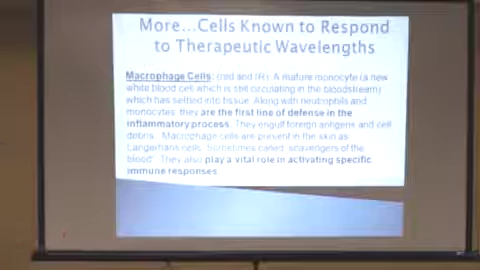 More...Cells Known to Respond
to Therapeutic Wavelengths
Macrophage Cells: (red and IR). A mature monocyte (a new
white blood cell which is still circulating in the bloodstream)
which has settled into tissue. Along with neutrophils and
monocytes, they are the first line of defense in the
inflammatory process. They engulf foreign antigens and cell
debris. Macrophage cells are present in the skin as
Langerhans cells. Sometimes called "scavengers of the
blood". They also play a vital role in activating specific
immune responses.